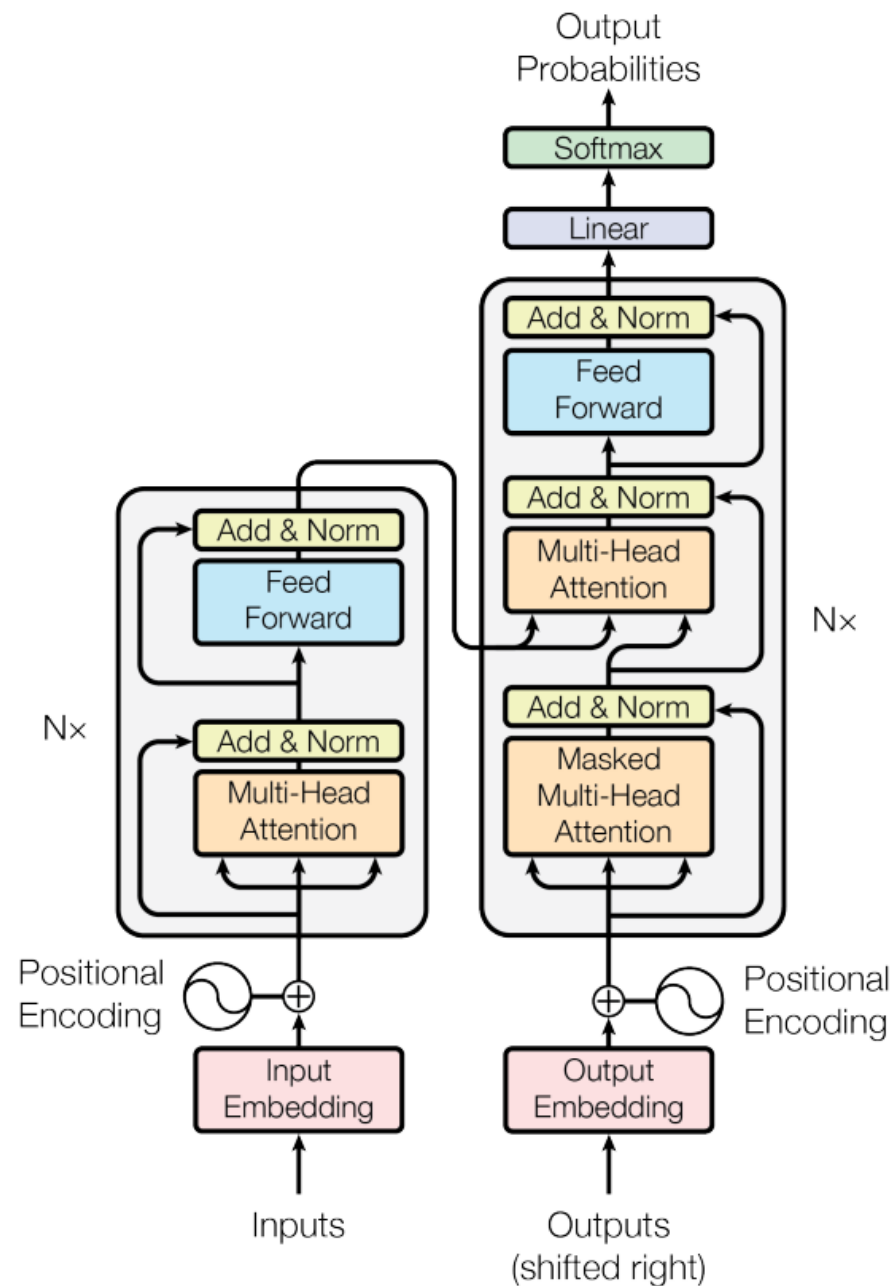 Output
Probabilities
Softmax
Linear
Add & Norm
Feed
Forward
Add & Norm
Multi-Head
Attention
Add & Norm
Masked
Multi-Head
Attention
N×
Add & Norm
Feed
Forward
Add & Norm
Multi-Head
Attention
N×
Positional
Encoding
Positional
Encoding
Input
Embedding
Output
Embedding
Inputs
Outputs
(shifted right)